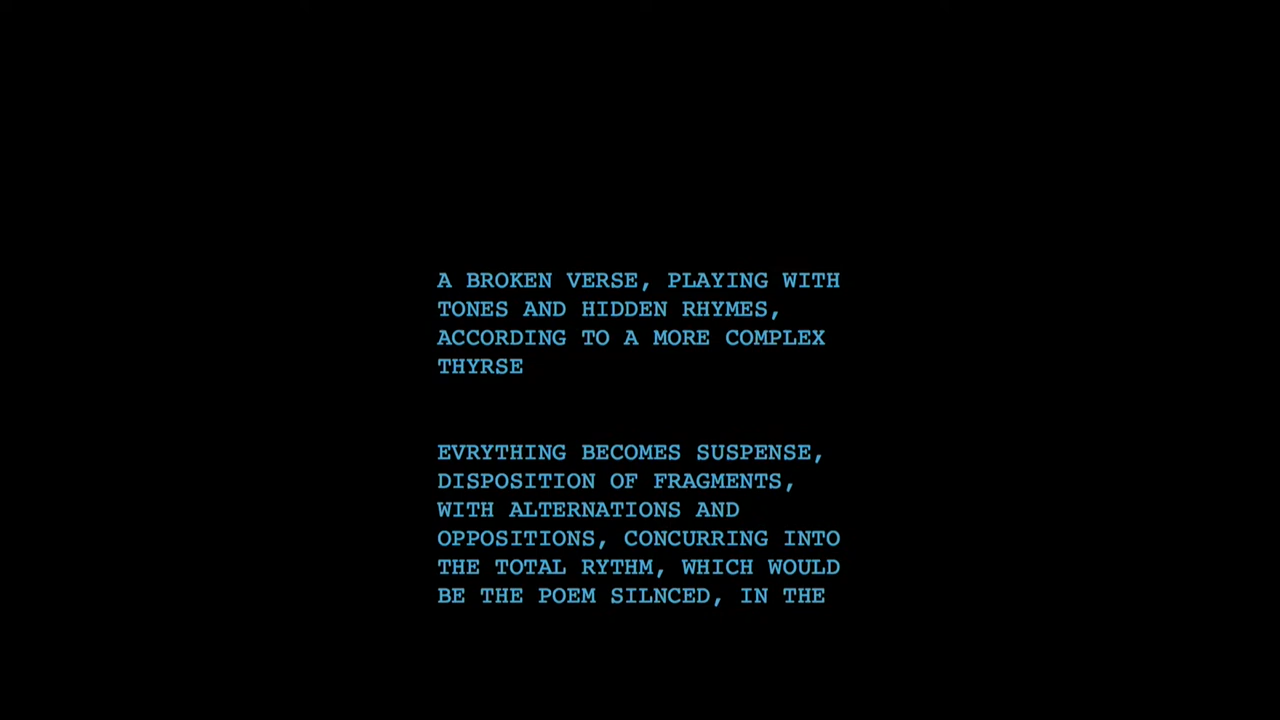 A BROKEN VERSE, PLAYING WITH
TONES AND HIDDEN RHYMES,
ACCORDING TO A MORE COMPLEX
THYRSE
EVRYTHING BECOMES SUSPENSE,
DISPOSITION OF FRAGMENTS,
WITH ALTERNATIONS AND
OPPOSITIONS, CONCURRING INTO
THE TOTAL RYTHM, WHICH WOULD
BE THE POEM SILNCED, IN THE